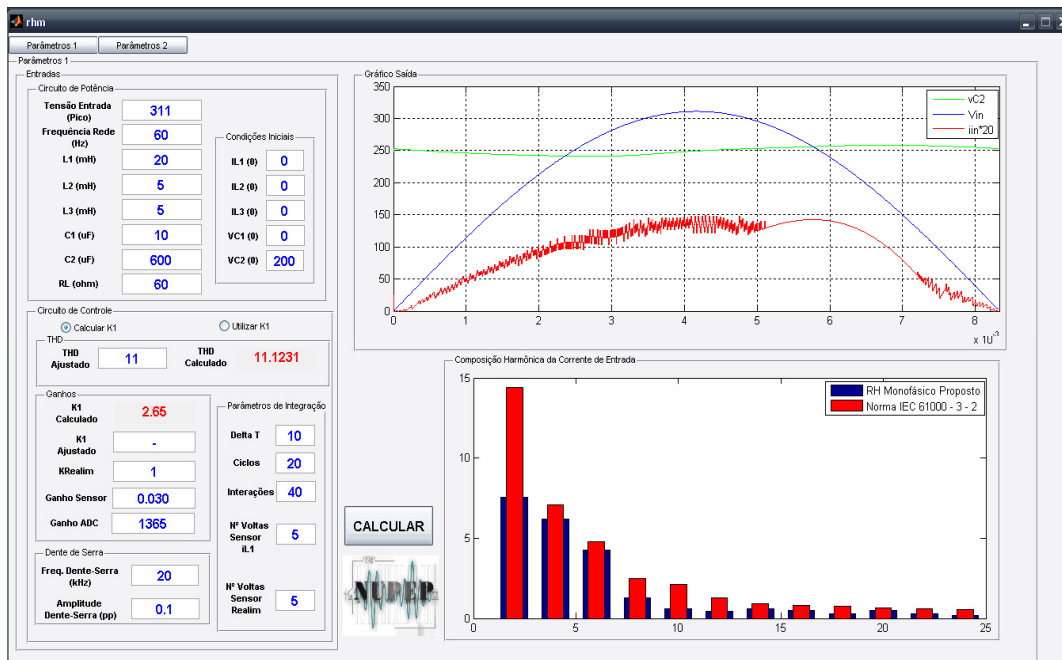 rhm
Parâmetros 1
Parâmetros 2
Parâmetros 1
Entradas
Circuito de Potência
Tensão Entrada
(Pico)
311
Frequência Rede
(Hz)
60
L1 (mH)
20
L2 (mH)
5
L3 (mH)
5
C1 (uF)
10
C2 (uF)
600
RL (ohm)
60
Condições Iniciais
IL1 (0)
0
IL2 (0)
0
IL3 (0)
0
VC1 (0)
0
VC2 (0)
200
Circuito de Controle
Calcular K1
Utilizar K1
THD
THD
Ajustado
11
THD
Calculado
11.1231
Ganhos
K1
Calculado
2.65
K1
Ajustado
-
KRealim
1
Ganho Sensor
0.030
Ganho ADC
1365
Dente de Serra
Freq. Dente-Serra
(kHz)
20
Amplitude
Dente-Serra (pp)
0.1
Parâmetros de Integração
Delta T
10
Ciclos
20
Interações
40
Nº Voltas
Sensor
iL1
5
Nº Voltas
Sensor
Realim
5
CALCULAR
NUPEP
Gráfico Saída
350
300
250
200
150
100
50
0
0 1 2 3 4 5 6 7 8
x 10^-3
vC2
Vin
iin*20
Composição Harmônica da Corrente de Entrada
15
10
5
0
0 5 10 15 20 25
RH Monofásico Proposto
Norma IEC 61000 - 3 - 2